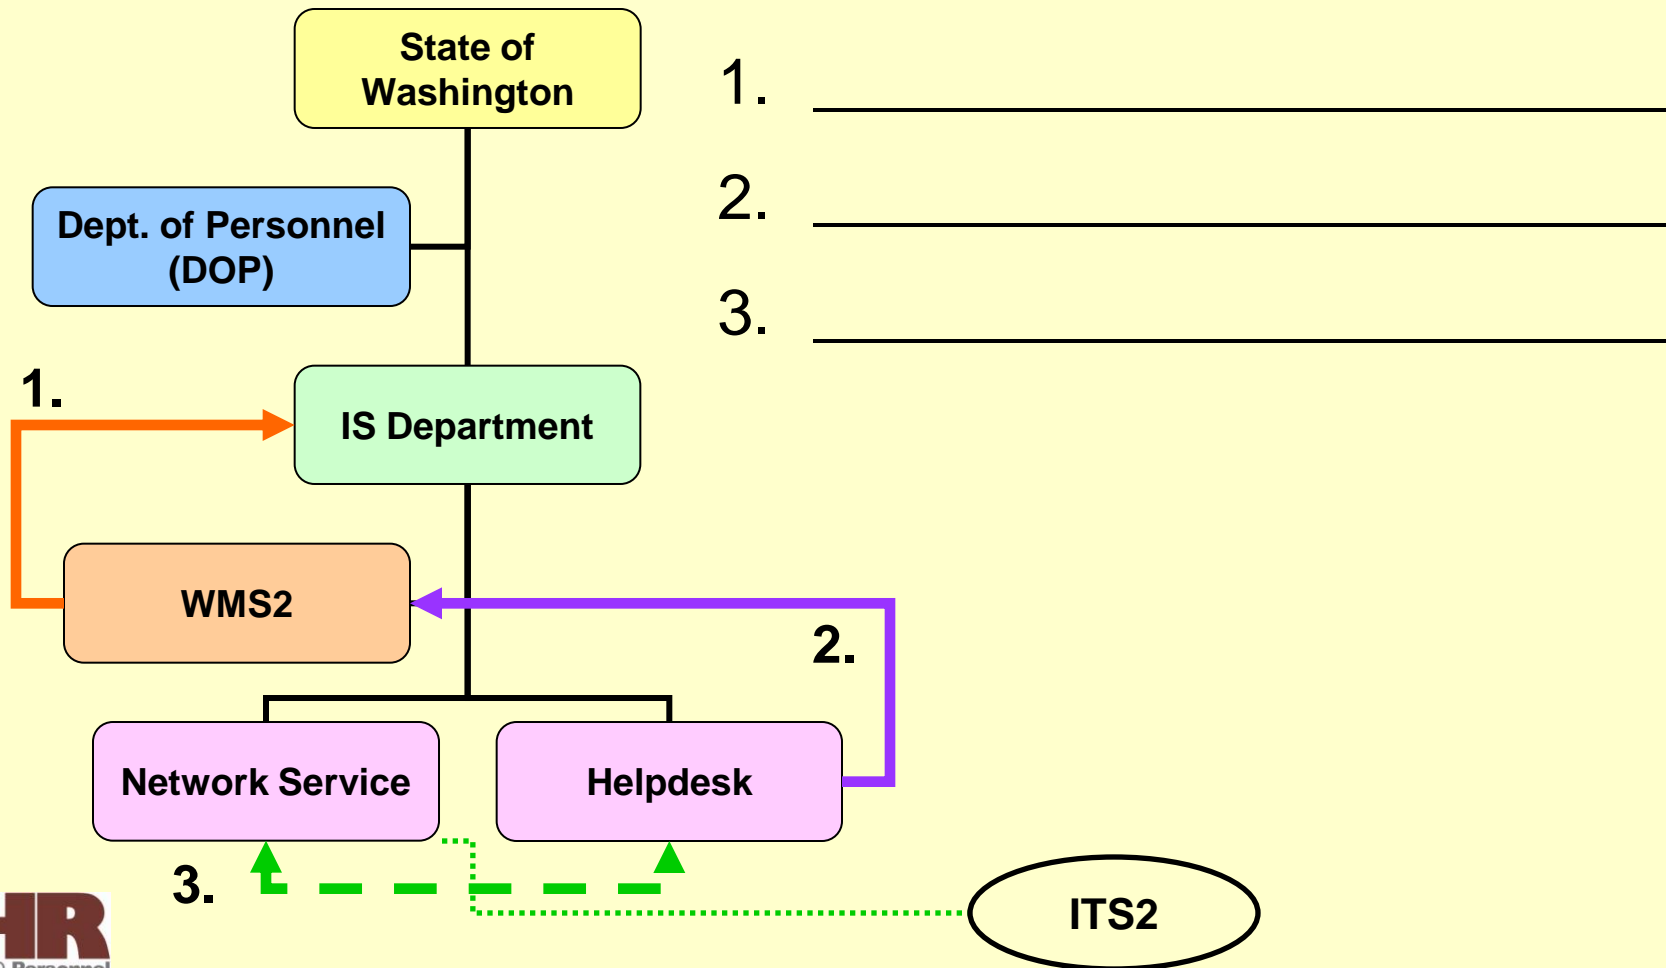 State of
Washington
1.
2.
3.
Dept. of Personnel
(DOP)
1.
IS Department
WMS2
2.
Network Service
Helpdesk
3.
ITS2
HR
Personnel